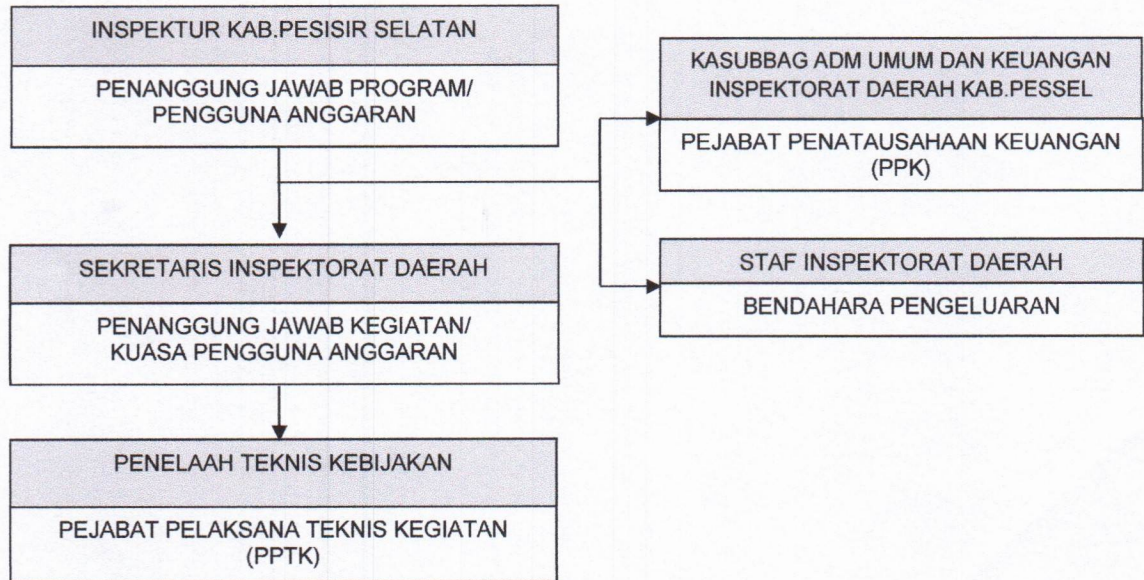 INSPEKTUR KAB.PESISIR SELATAN
PENANGGUNG JAWAB PROGRAM/
PENGGUNA ANGGARAN
KASUBBAG ADM UMUM DAN KEUANGAN
INSPEKTORAT DAERAH KAB.PESSEL
PEJABAT PENATAUSAHAAN KEUANGAN
(PPK)
SEKRETARIS INSPEKTORAT DAERAH
PENANGGUNG JAWAB KEGIATAN/
KUASA PENGGUNA ANGGARAN
STAF INSPEKTORAT DAERAH
BENDAHARA PENGELUARAN
PENELAAH TEKNIS KEBIJAKAN
PEJABAT PELAKSANA TEKNIS KEGIATAN
(PPTK)